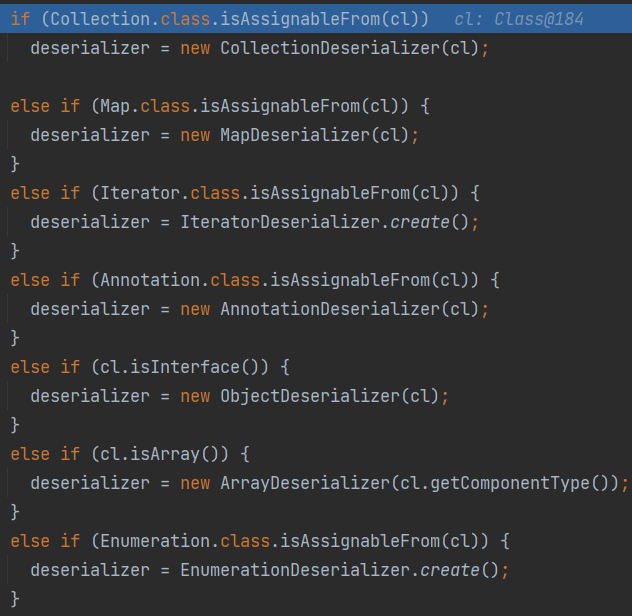 if (Collection.class.isAssignableFrom(cl))  cl: Class@184
  deserializer = new CollectionDeserializer(cl);
else if (Map.class.isAssignableFrom(cl)) {
  deserializer = new MapDeserializer(cl);
}
else if (Iterator.class.isAssignableFrom(cl)) {
  deserializer = IteratorDeserializer.create();
}
else if (Annotation.class.isAssignableFrom(cl)) {
  deserializer = new AnnotationDeserializer(cl);
}
else if (cl.isInterface()) {
  deserializer = new ObjectDeserializer(cl);
}
else if (cl.isArray()) {
  deserializer = new ArrayDeserializer(cl.getComponentType());
}
else if (Enumeration.class.isAssignableFrom(cl)) {
  deserializer = EnumerationDeserializer.create();
}